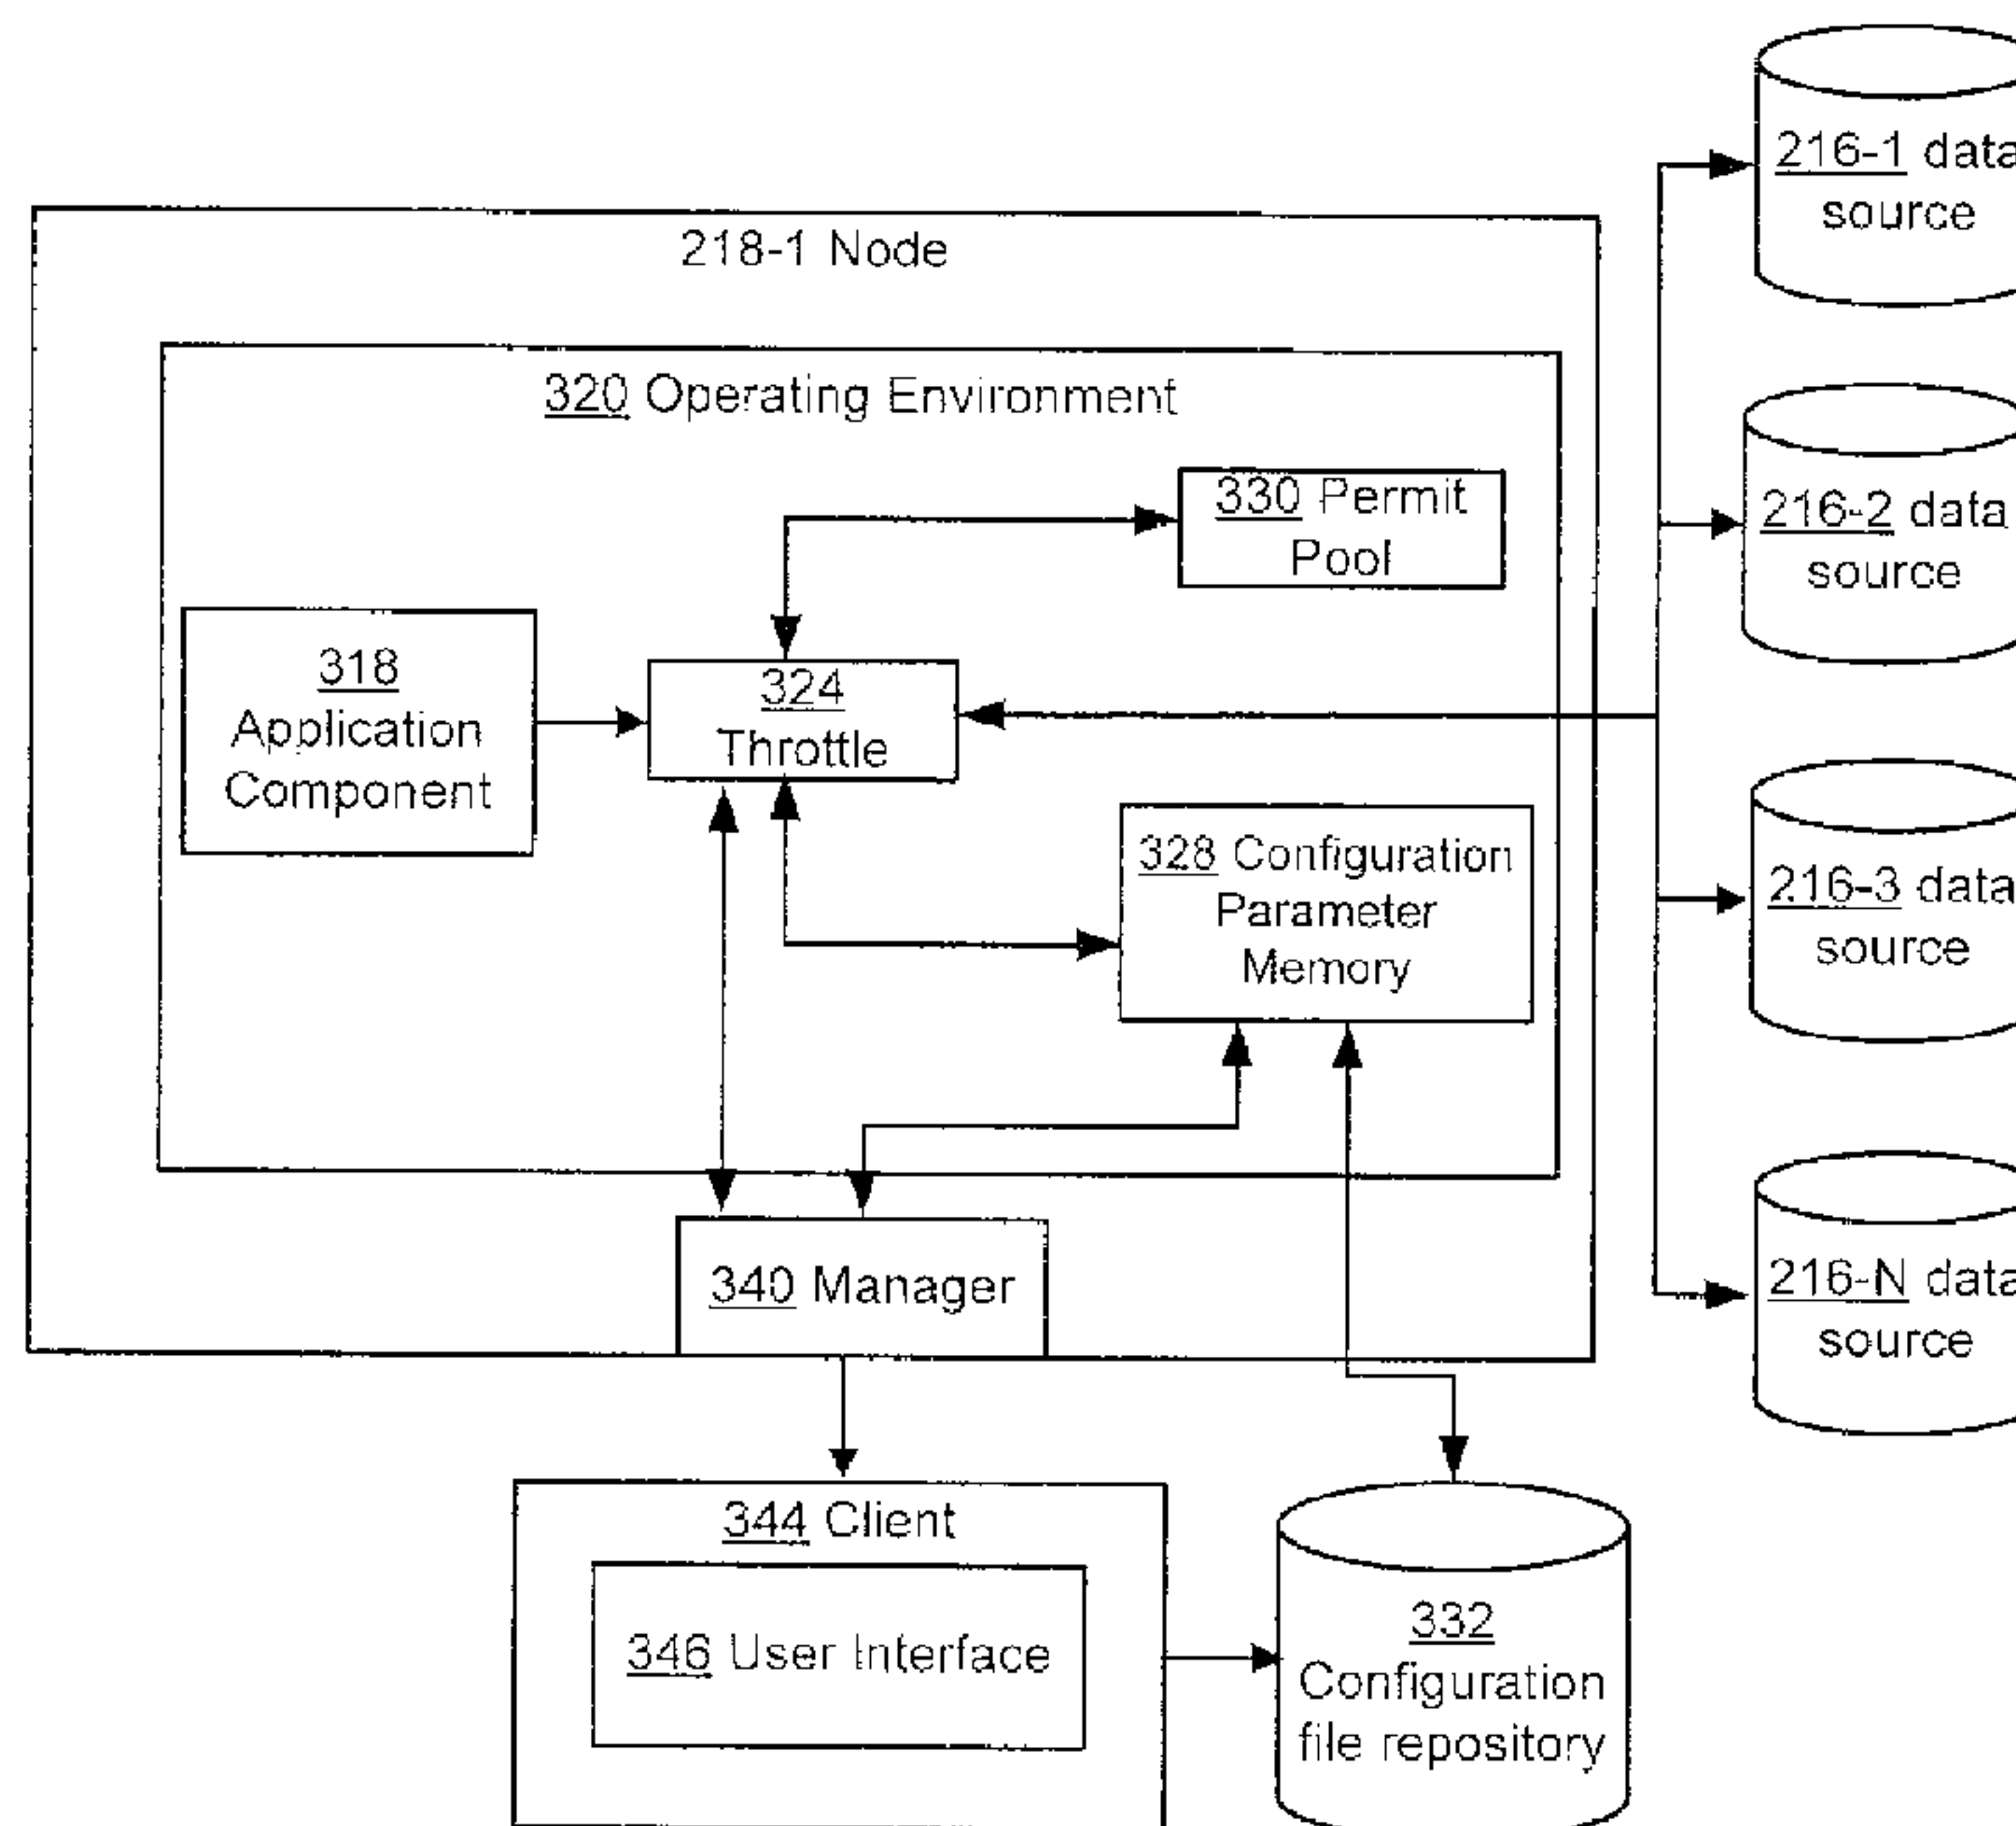 216-1 data
source
218-1 Node
320 Operating Environment
330 Permit
Pool
216-2 data
source
318
Application
Component
324
Throttle
328 Configuration
Parameter
Memory
216-3 data
source
340 Manager
216-N data
source
344 Client
346 User Interface
332
Configuration
file repository